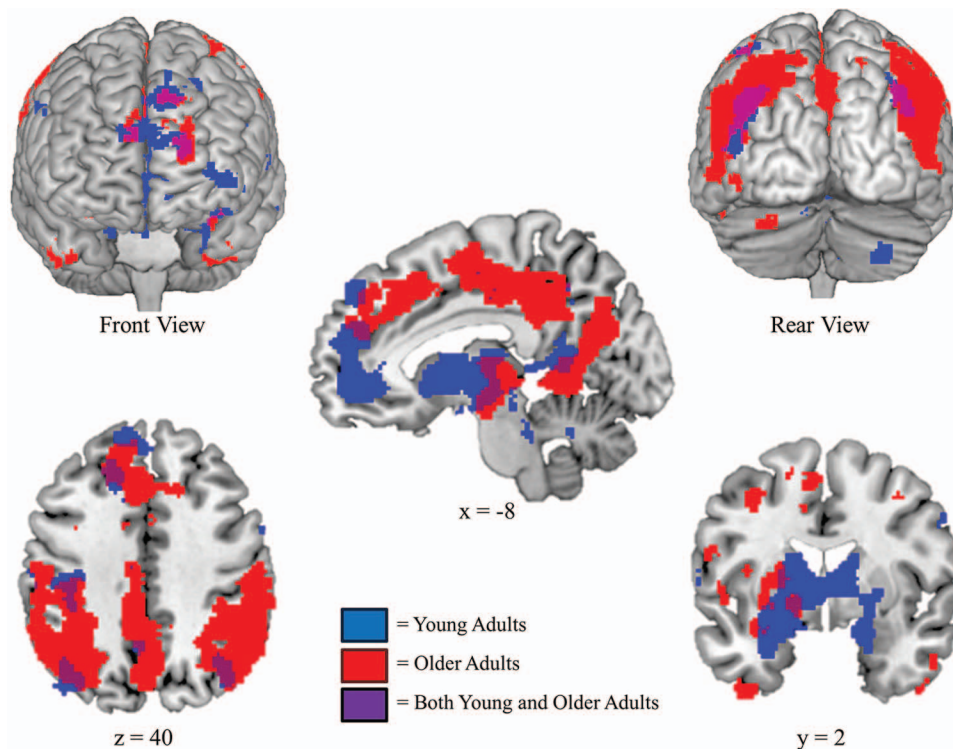 Front View
Rear View
x = -8
= Young Adults
= Older Adults
= Both Young and Older Adults
z = 40
y = 2